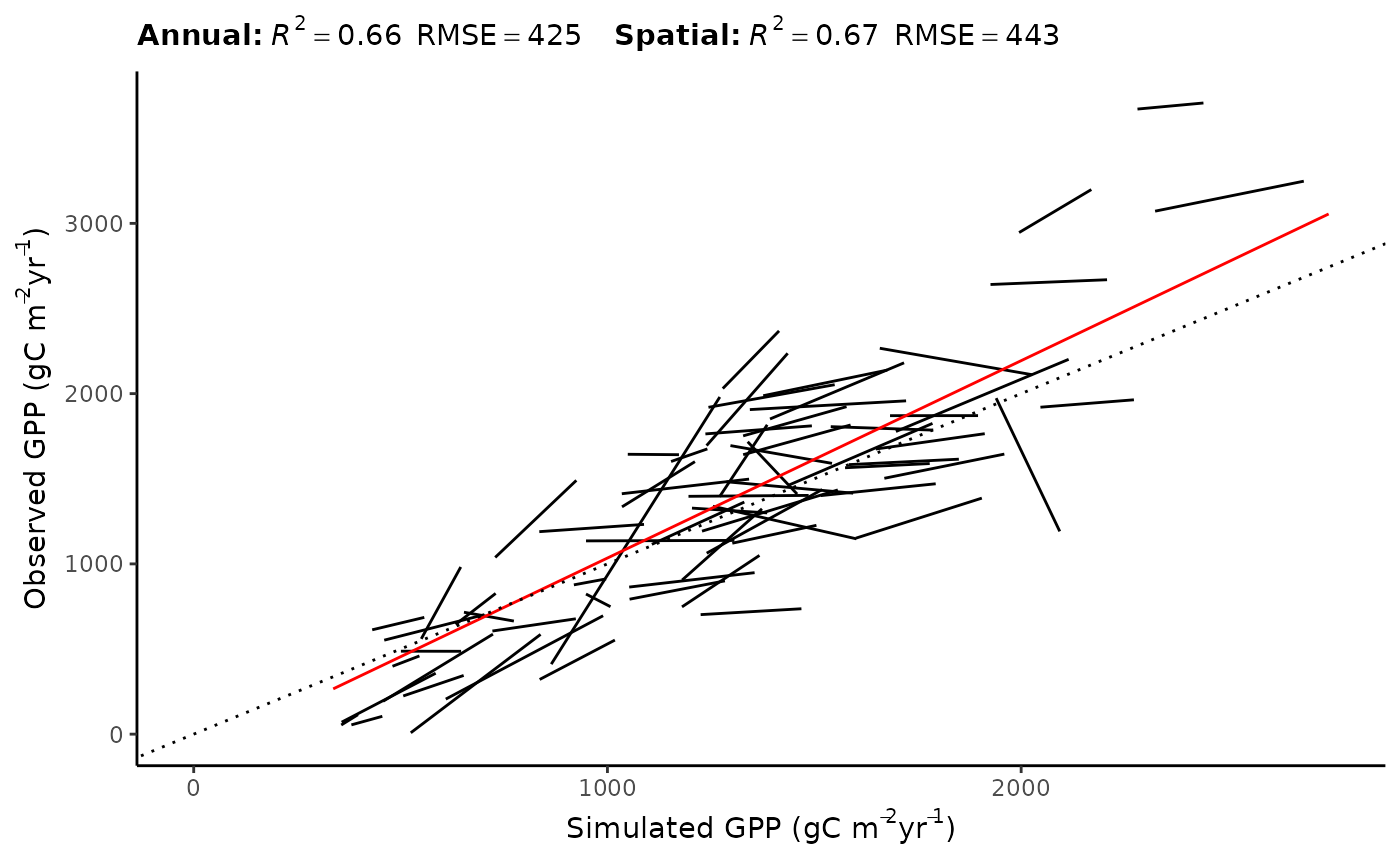 Annual: R² = 0.66 RMSE = 425 Spatial: R² = 0.67 RMSE = 443
Observed GPP (gC m⁻²yr⁻¹)
3000
2000
1000
0
0 1000 2000
Simulated GPP (gC m⁻²yr⁻¹)